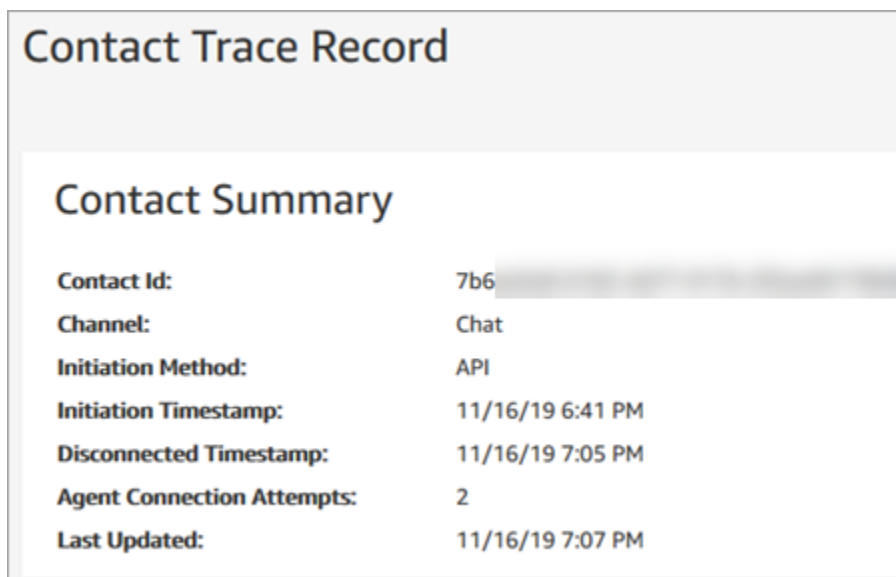 Contact Trace Record
Contact Summary
Contact Id: 7b6
Channel: Chat
Initiation Method: API
Initiation Timestamp: 11/16/19 6:41 PM
Disconnected Timestamp: 11/16/19 7:05 PM
Agent Connection Attempts: 2
Last Updated: 11/16/19 7:07 PM